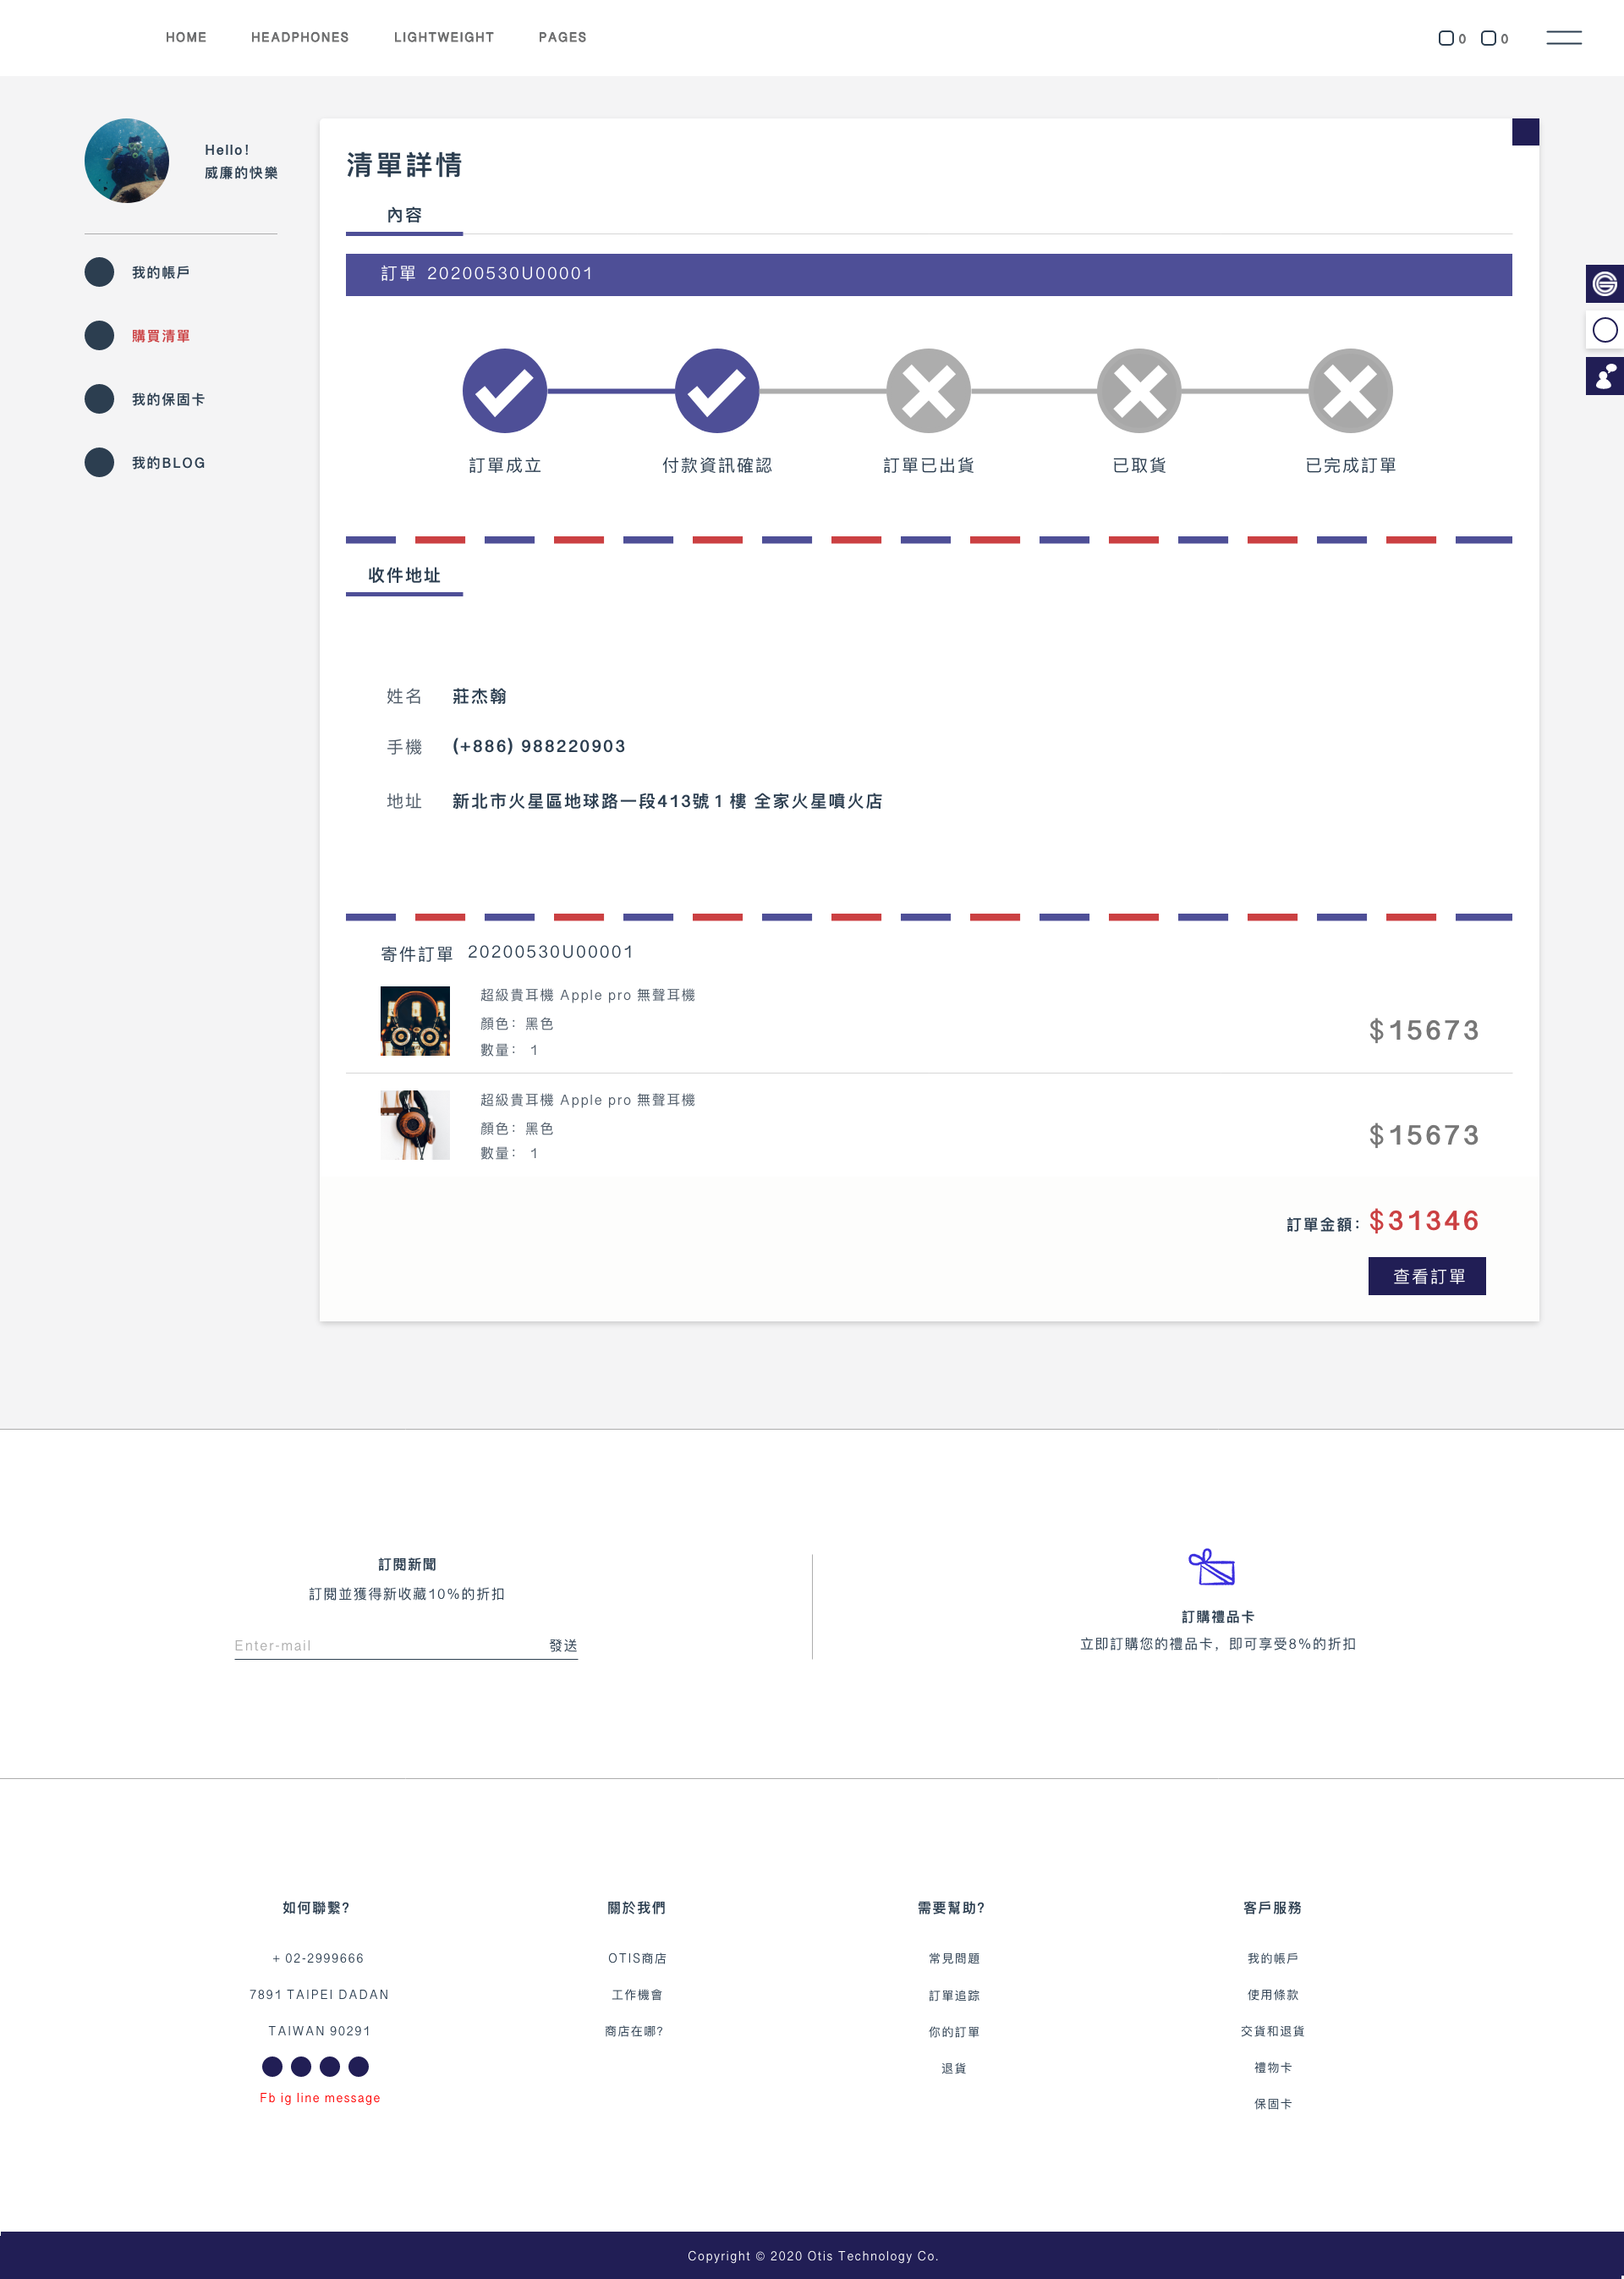 HOME HEADPHONES LIGHTWEIGHT PAGES 0 0
Hello!
威廉的快樂
我的帳戶
購買清單
我的保固卡
我的BLOG
清單詳情
內容
訂單 20200530U00001
訂單成立 付款資訊確認 訂單已出貨 已取貨 已完成訂單
收件地址
姓名 莊杰翰
手機 (+886) 988220903
地址 新北市火星區地球路一段413號1樓 全家火星噴火店
寄件訂單 20200530U00001
超級貴耳機 Apple pro 無聲耳機
顏色：黑色
數量： 1
$15673
超級貴耳機 Apple pro 無聲耳機
顏色：黑色
數量： 1
$15673
訂單金額：$31346
查看訂單
訂閱新聞
訂閱並獲得新收藏10%的折扣
Enter-mail 發送
訂購禮品卡
立即訂購您的禮品卡，即可享受8%的折扣
如何聯繫？
+ 02-2999666
7891 TAIPEI DADAN
TAIWAN 90291
Fb ig line message
關於我們
OTIS商店
工作機會
商店在哪？
需要幫助？
常見問題
訂單追踪
你的訂單
退貨
客戶服務
我的帳戶
使用條款
交貨和退貨
禮物卡
保固卡
Copyright © 2020 Otis Technology Co.